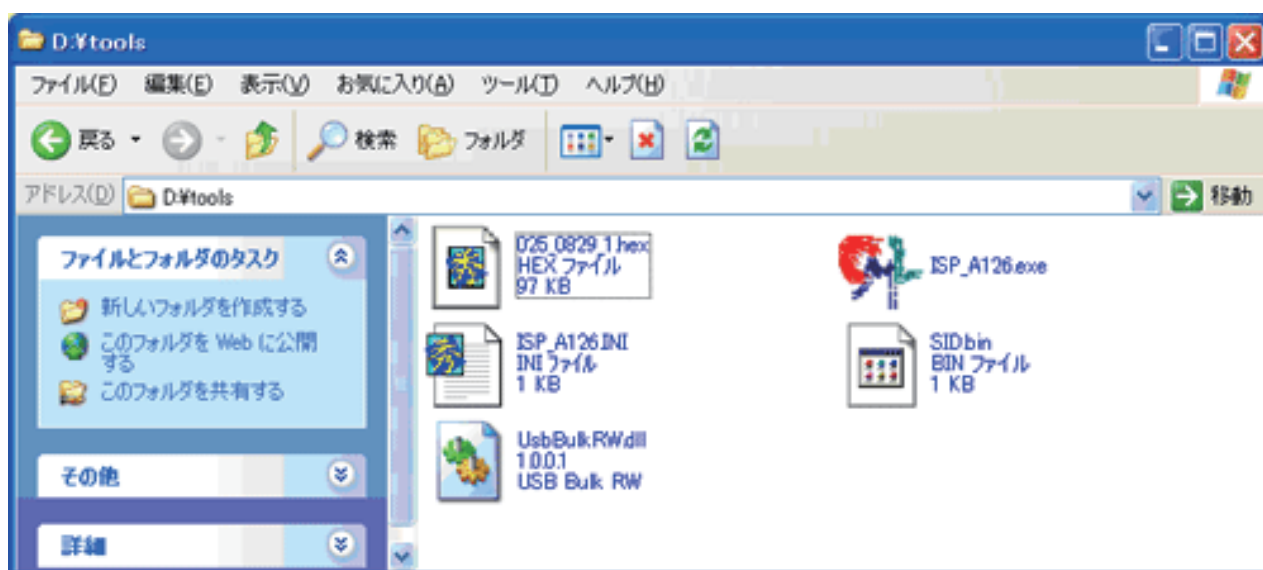 D:¥tools
ファイル(F) 編集(E) 表示(V) お気に入り(A) ツール(T) ヘルプ(H)
戻る 検索 フォルダ
アドレス(D) D:¥tools 移動
ファイルとフォルダのタスク
新しいフォルダを作成する
このフォルダを Web に公開
する
このフォルダを共有する
その他
詳細
D25_0829_1.hex
HEX ファイル
97 KB
ISP_A126.exe
ISP_A126.INI
INI ファイル
1 KB
SID.bin
BIN ファイル
1 KB
UsbBulkRW.dll
1.0.0.1
USB Bulk RW